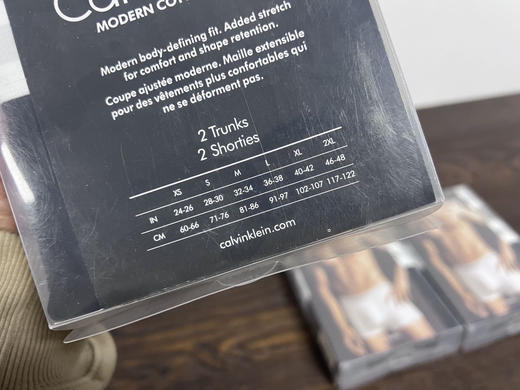 MODERN
Modern body-defining fit. Added stretch
for comfort and shape retention.
Coupe ajustée moderne. Maille extensible
pour des vêtements plus confortables qui
ne se déforment pas.
2 Trunks
2 Shorties
XS S M L XL 2XL
IN 24-26 28-30 32-34 36-38 40-42 46-48
CM 60-66 71-76 81-86 91-97 102-107 117-122
calvinklein.com